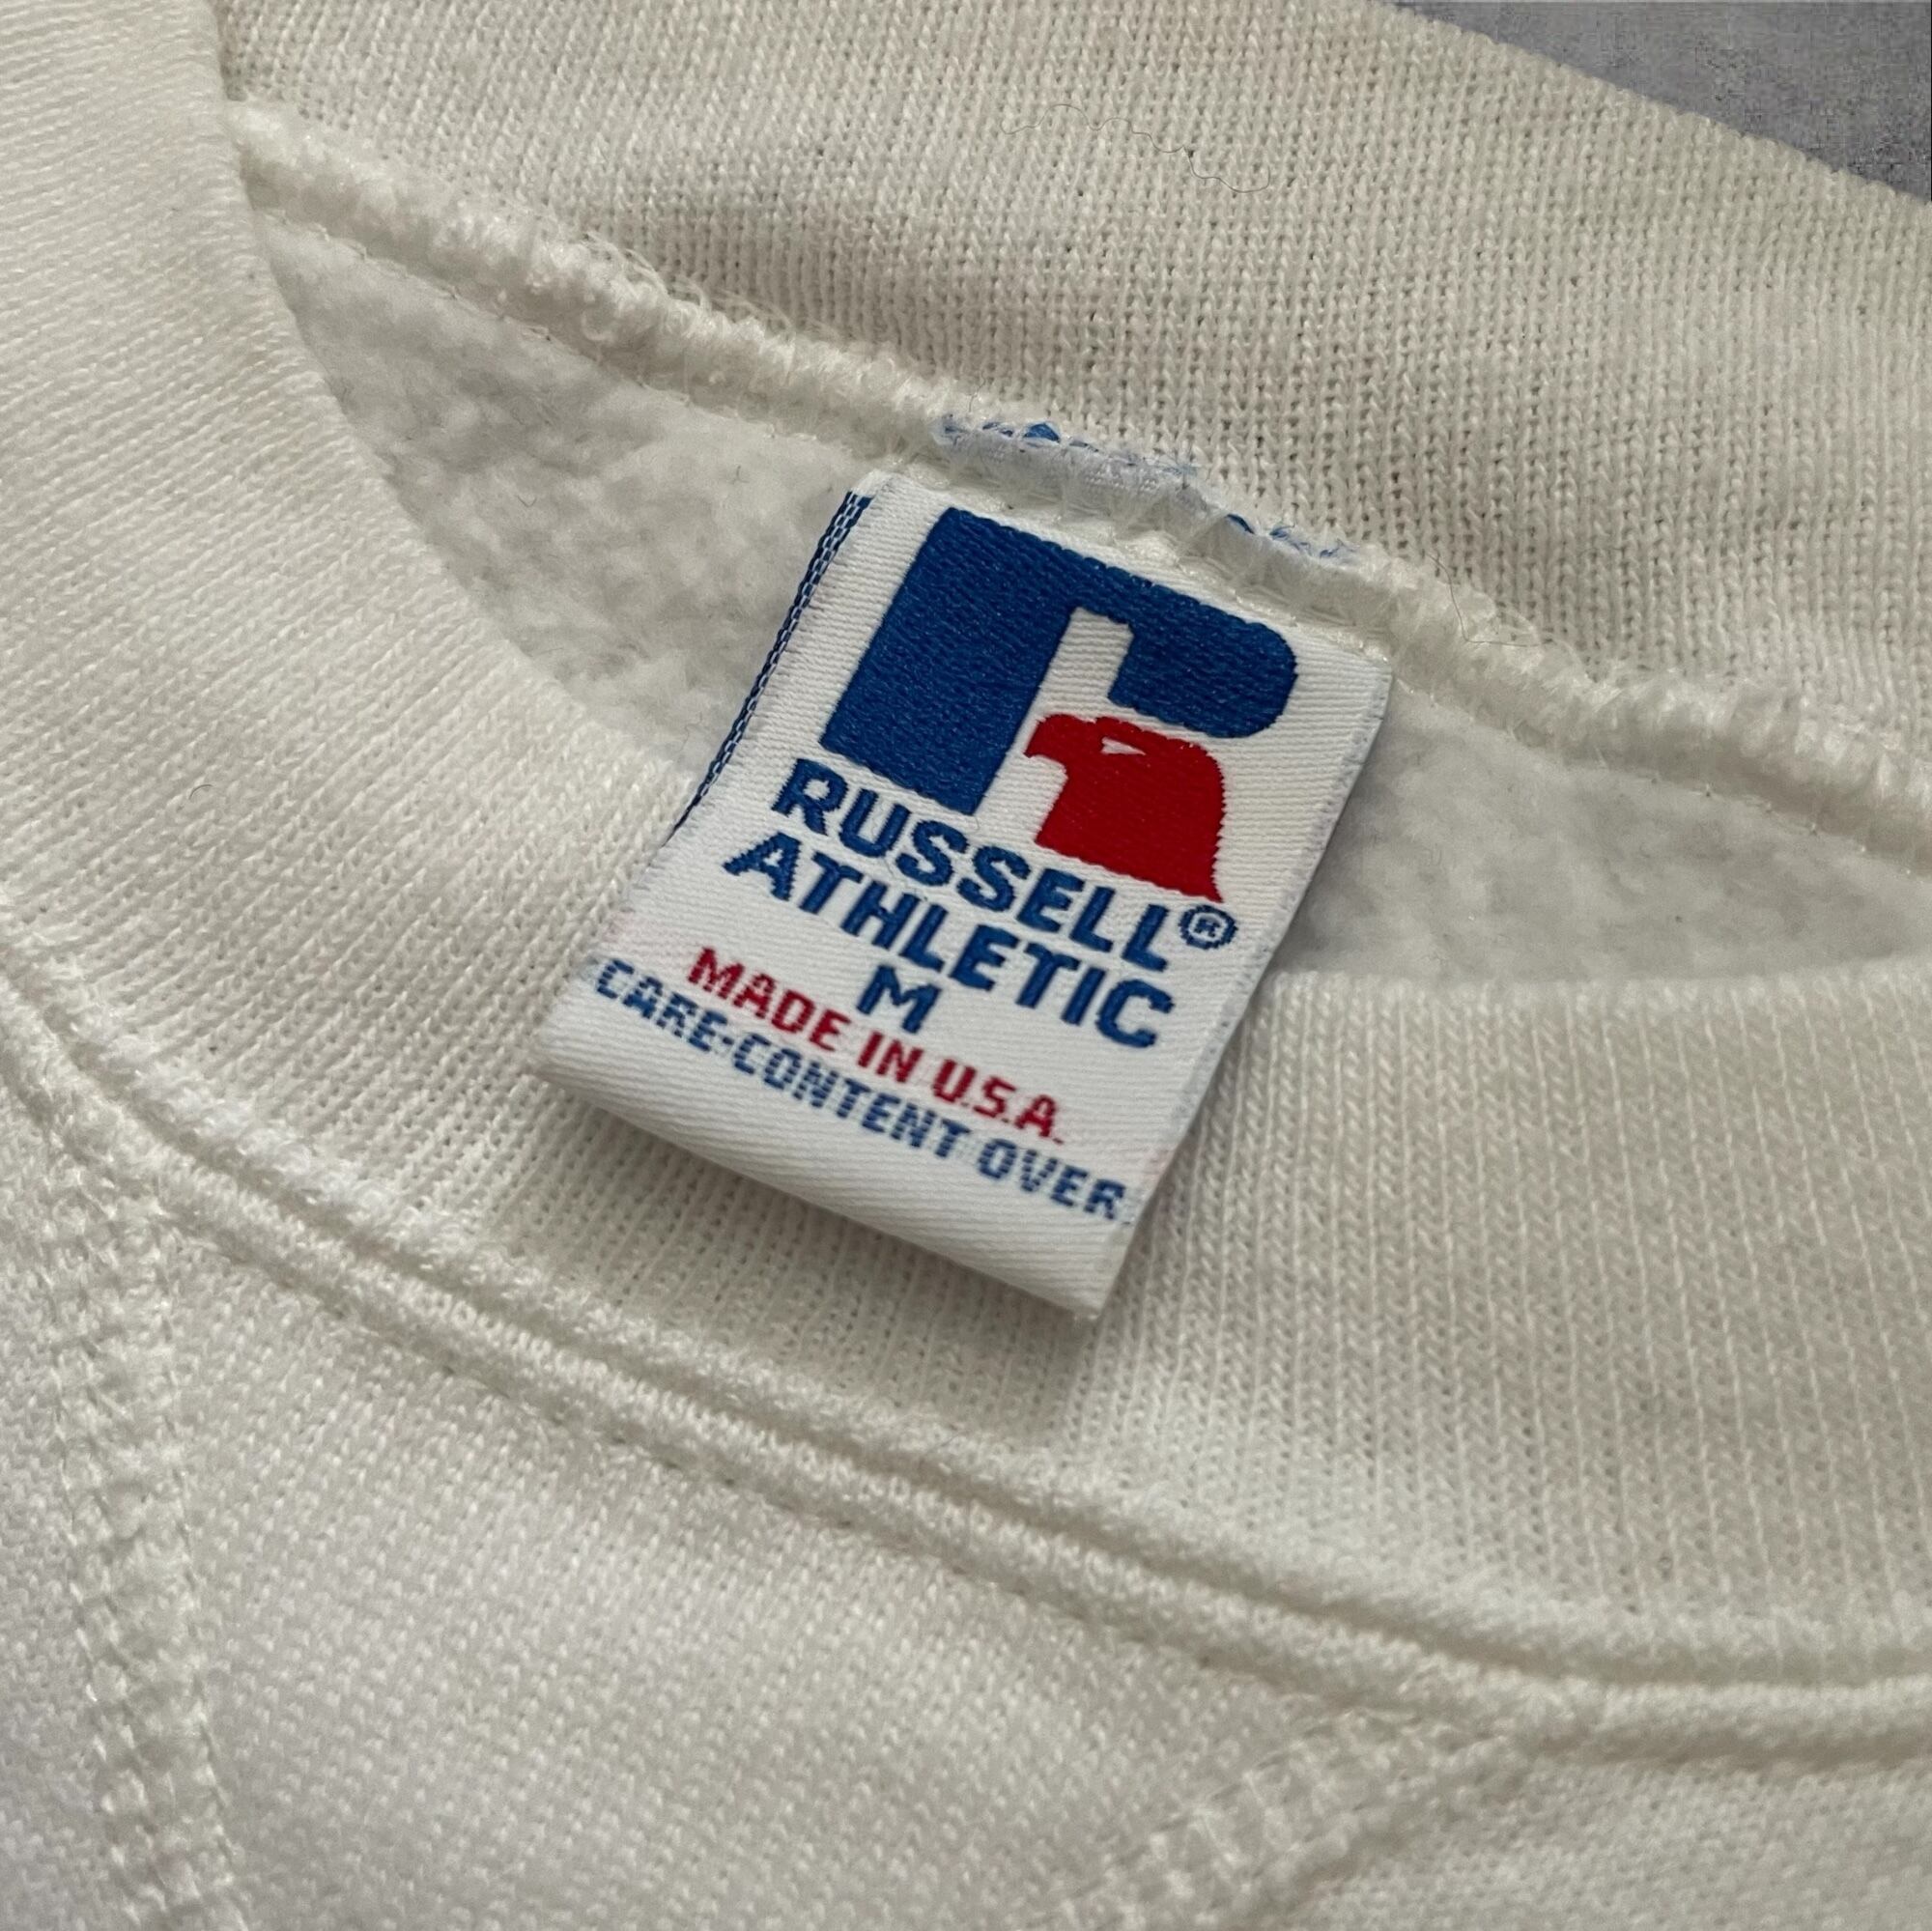 RUSSELL®
ATHLETIC
M
MADE IN U.S.A.
CARE-CONTENT OVER